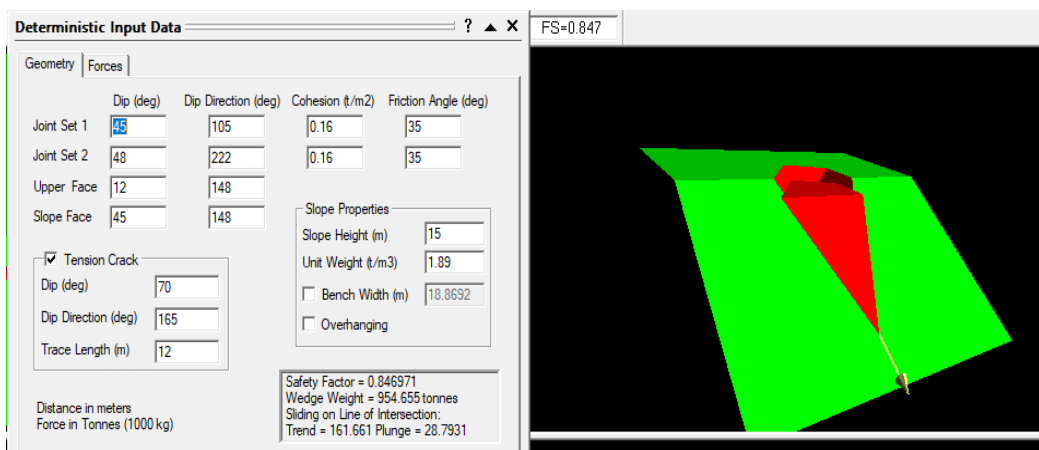 Deterministic Input Data ? ▲ X
FS=0.847
Geometry Forces
Dip (deg) Dip Direction (deg) Cohesion (t/m2) Friction Angle (deg)
Joint Set 1 45 105 0.16 35
Joint Set 2 48 222 0.16 35
Upper Face 12 148
Slope Face 45 148
Slope Properties
Slope Height (m) 15
Unit Weight (t/m3) 1.89
Bench Width (m) 18.8692
Overhanging
Tension Crack
Dip (deg) 70
Dip Direction (deg) 165
Trace Length (m) 12
Distance in meters
Force in Tonnes (1000 kg)
Safety Factor = 0.846971
Wedge Weight = 954.655 tonnes
Sliding on Line of Intersection:
Trend = 161.661 Plunge = 28.7931